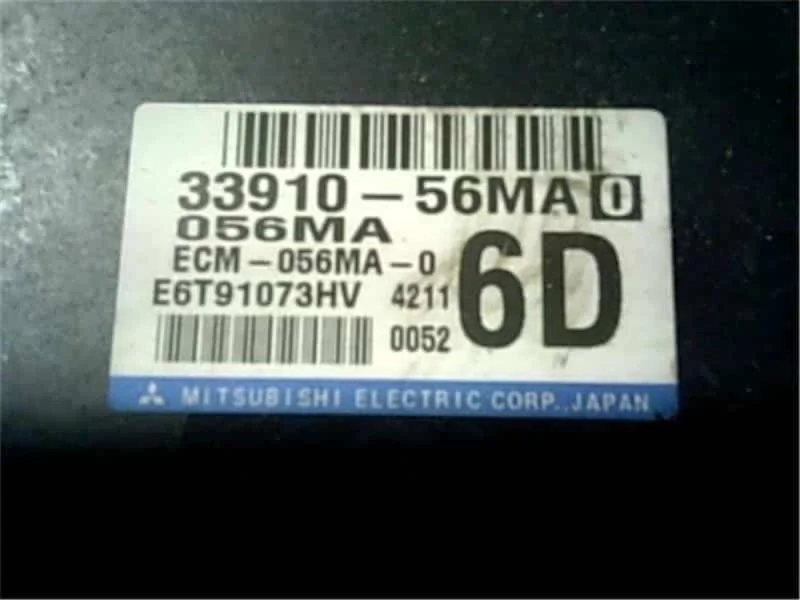 33910-56MA 0
056MA
ECM-056MA-0
6D
E6T91073HV 4211
0052
MITSUBISHI ELECTRIC CORP., JAPAN